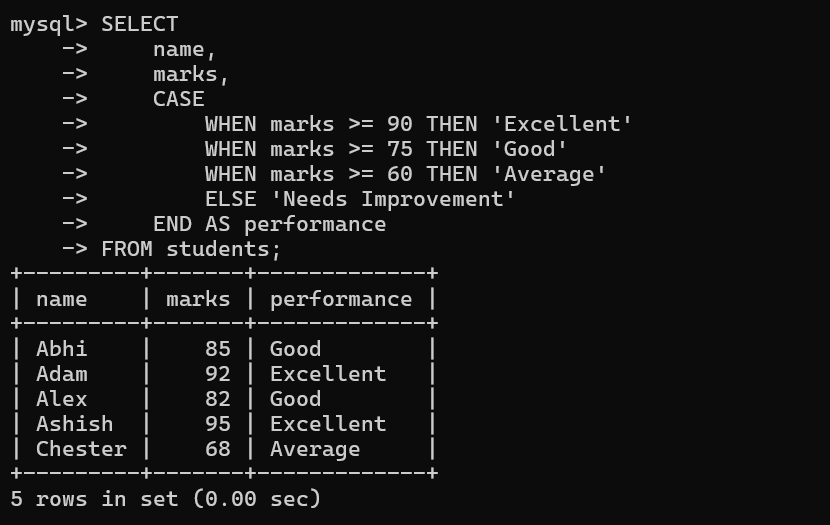 mysql> SELECT
    ->     name,
    ->     marks,
    ->     CASE
    ->         WHEN marks >= 90 THEN 'Excellent'
    ->         WHEN marks >= 75 THEN 'Good'
    ->         WHEN marks >= 60 THEN 'Average'
    ->         ELSE 'Needs Improvement'
    ->     END AS performance
    -> FROM students;
+---------+-------+-------------+
| name    | marks | performance |
+---------+-------+-------------+
| Abhi    |    85 | Good        |
| Adam    |    92 | Excellent   |
| Alex    |    82 | Good        |
| Ashish  |    95 | Excellent   |
| Chester |    68 | Average     |
+---------+-------+-------------+
5 rows in set (0.00 sec)